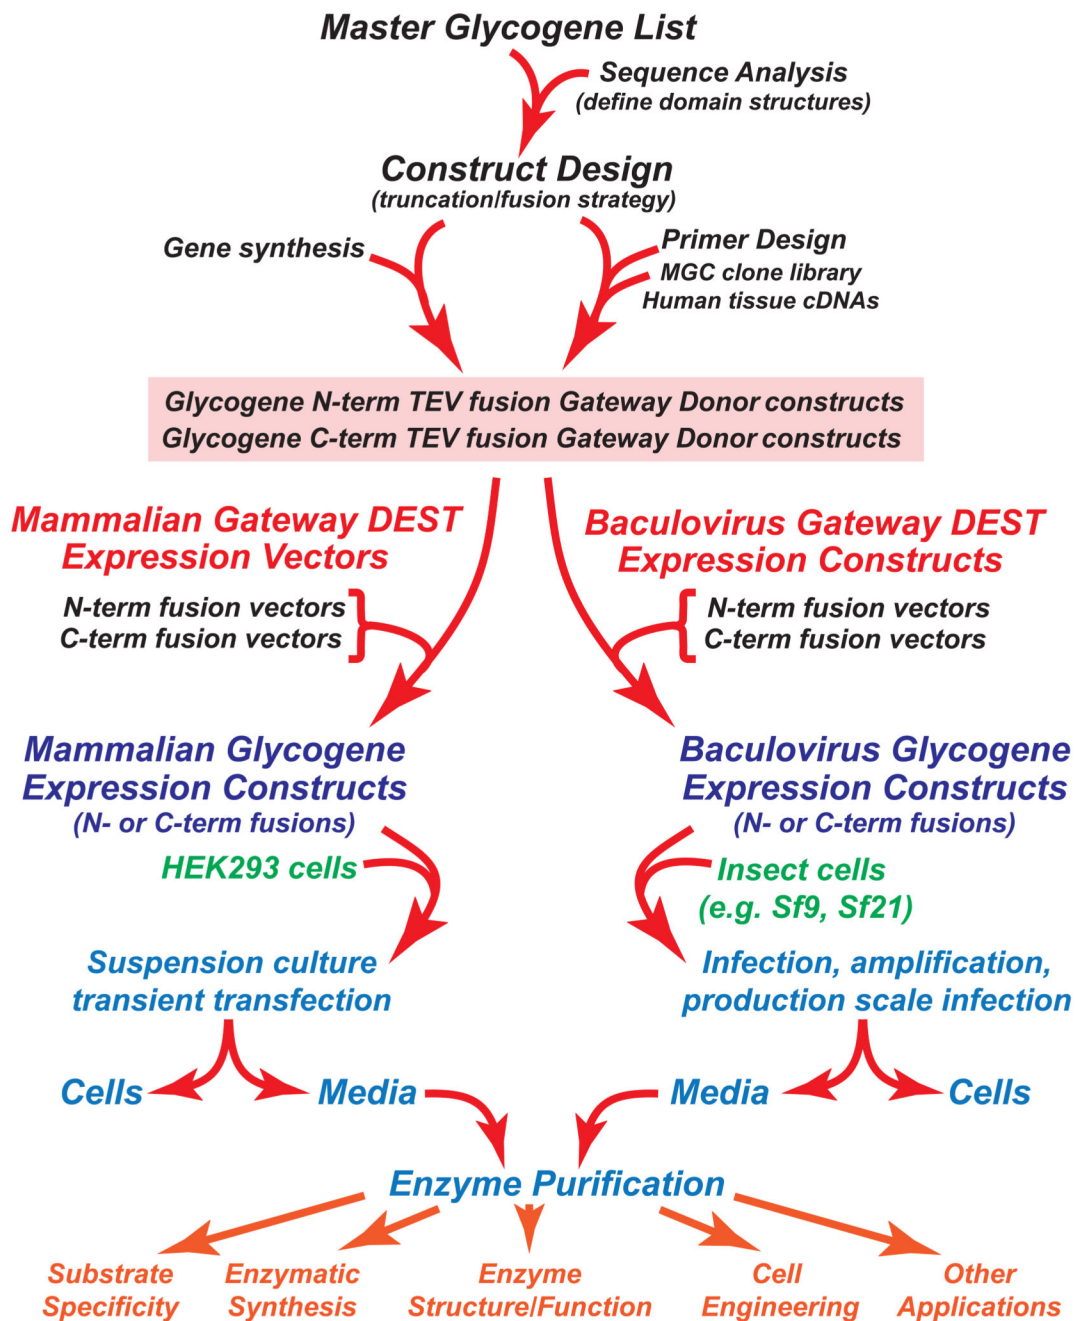 Master Glycogene List
Sequence Analysis
(define domain structures)
Construct Design
(truncation/fusion strategy)
Gene synthesis
Primer Design
MGC clone library
Human tissue cDNAs
Glycogene N-term TEV fusion Gateway Donor constructs
Glycogene C-term TEV fusion Gateway Donor constructs
Mammalian Gateway DEST
Expression Vectors
N-term fusion vectors
C-term fusion vectors
Baculovirus Gateway DEST
Expression Constructs
N-term fusion vectors
C-term fusion vectors
Mammalian Glycogene
Expression Constructs
(N- or C-term fusions)
Baculovirus Glycogene
Expression Constructs
(N- or C-term fusions)
HEK293 cells
Insect cells
(e.g. Sf9, Sf21)
Suspension culture
transient transfection
Infection, amplification,
production scale infection
Cells
Media
Media
Cells
Enzyme Purification
Substrate
Specificity
Enzymatic
Synthesis
Enzyme
Structure/Function
Cell
Engineering
Other
Applications